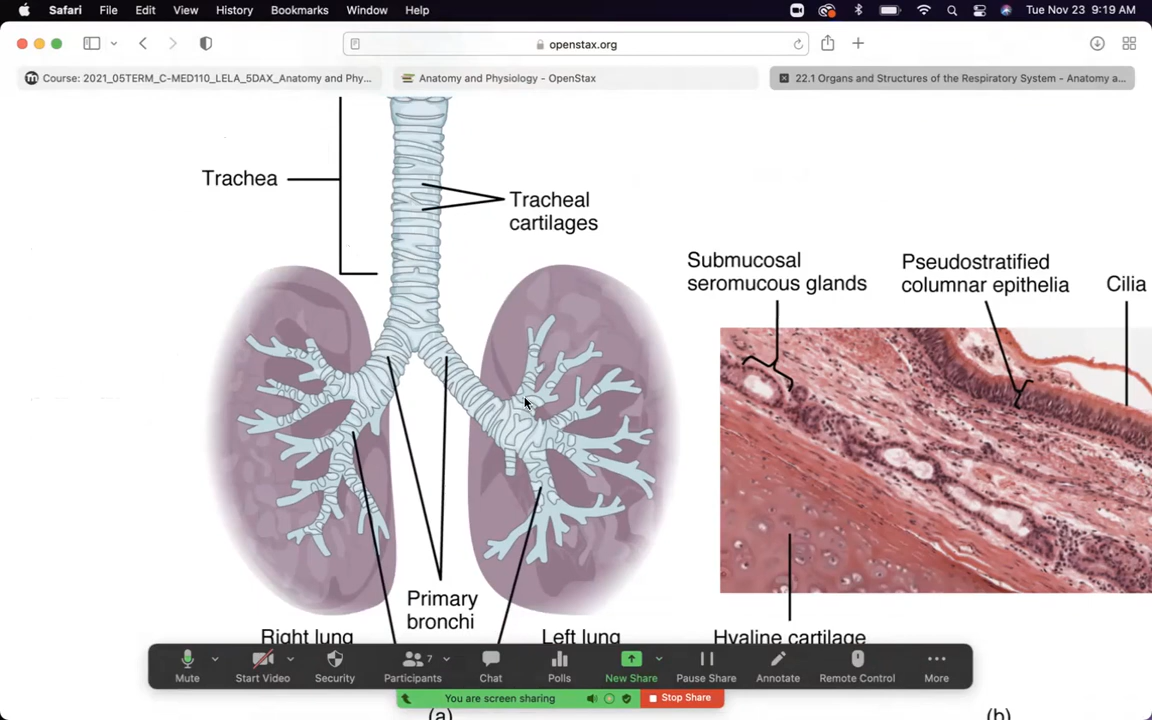 Safari File Edit View History Bookmarks Window Help Tue Nov 23 9:19 AM
openstax.org
Course: 2021_05TERM_C-MED110_LELA_5DAX_Anatomy and Phy...
Anatomy and Physiology - OpenStax
22.1 Organs and Structures of the Respiratory System - Anatomy a...
Trachea
Tracheal
cartilages
Submucosal
seromucous glands
Pseudostratified
columnar epithelia
Cilia
Primary
bronchi
Right lung
Left lung
Hyaline cartilage
Mute
Start Video
Security
7
Participants
Chat
Polls
New Share
Pause Share
Annotate
Remote Control
More
You are screen sharing
Stop Share
(a)
(b)